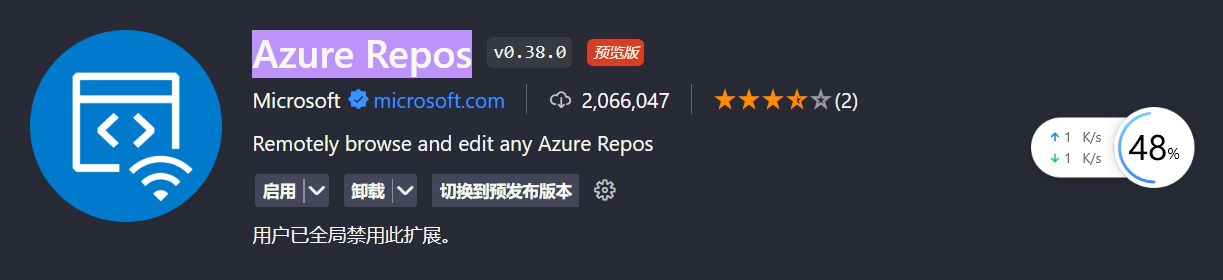 Azure Repos v0.38.0 预览版
Microsoft microsoft.com 2,066,047 (2)
Remotely browse and edit any Azure Repos
启用 卸载 切换到预发布版本
用户已全局禁用此扩展。
1 K/s
1 K/s
48%